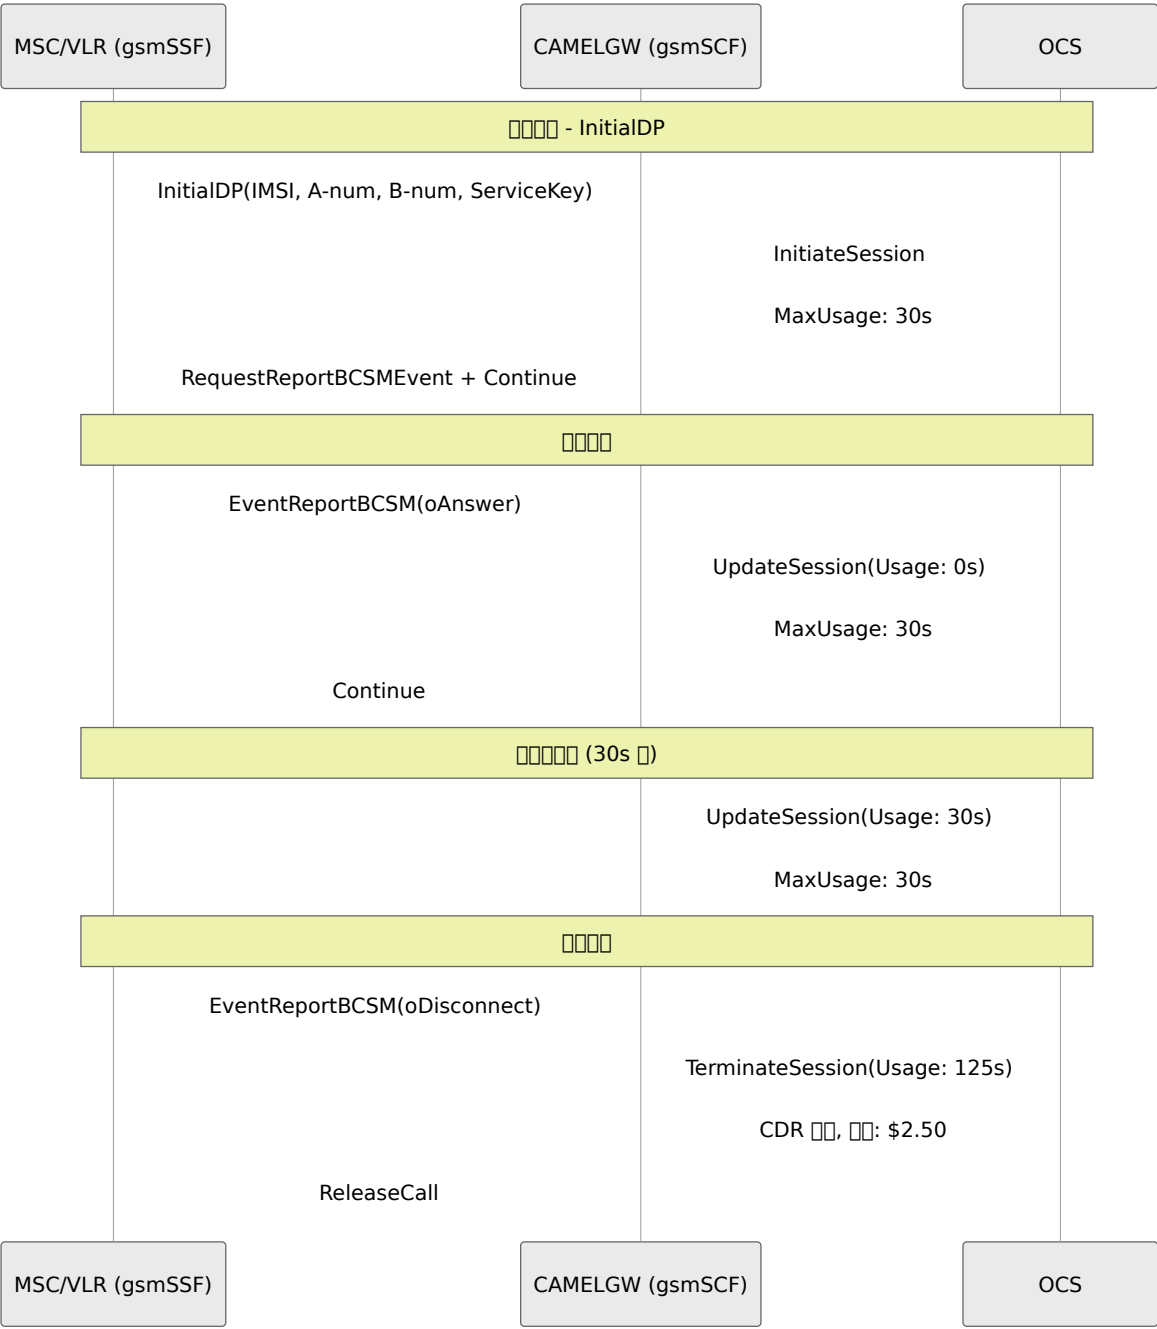 MSC/VLR (gsmSSF)
CAMELGW (gsmSCF)
OCS
- InitialDP
InitialDP(IMSI, A-num, B-num, ServiceKey)
InitiateSession
MaxUsage: 30s
RequestReportBCSMEvent + Continue
EventReportBCSM(oAnswer)
UpdateSession(Usage: 0s)
MaxUsage: 30s
Continue
(30s )
UpdateSession(Usage: 30s)
MaxUsage: 30s
EventReportBCSM(oDisconnect)
TerminateSession(Usage: 125s)
CDR , : $2.50
ReleaseCall
MSC/VLR (gsmSSF)
CAMELGW (gsmSCF)
OCS